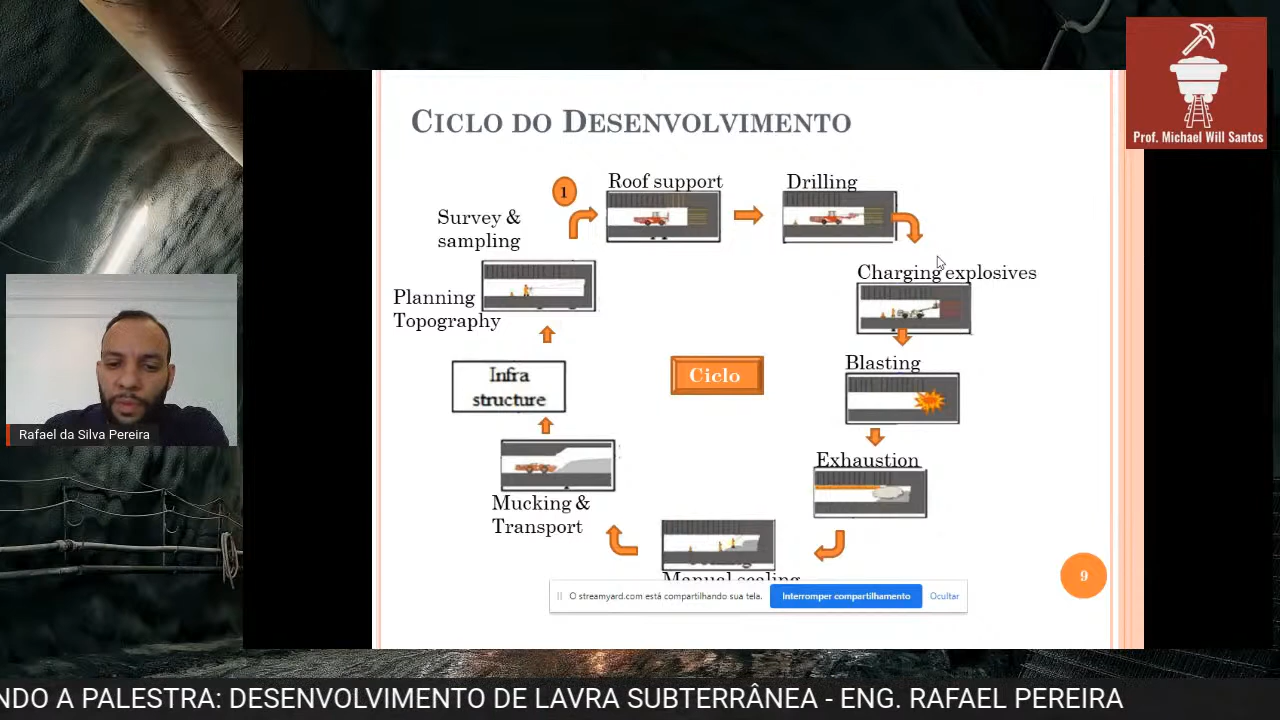 Prof. Michael Will Santos
CICLO DO DESENVOLVIMENTO
1
Roof support
Drilling
Survey &
sampling
Charging explosives
Planning
Topography
Blasting
Infra
structure
Ciclo
Exhaustion
Mucking &
Transport
Manual scaling
9
O streamyard.com está compartilhando sua tela.
Interromper compartilhamento
Ocultar
Rafael da Silva Pereira
NDO A PALESTRA: DESENVOLVIMENTO DE LAVRA SUBTERRÂNEA - ENG. RAFAEL PEREIRA